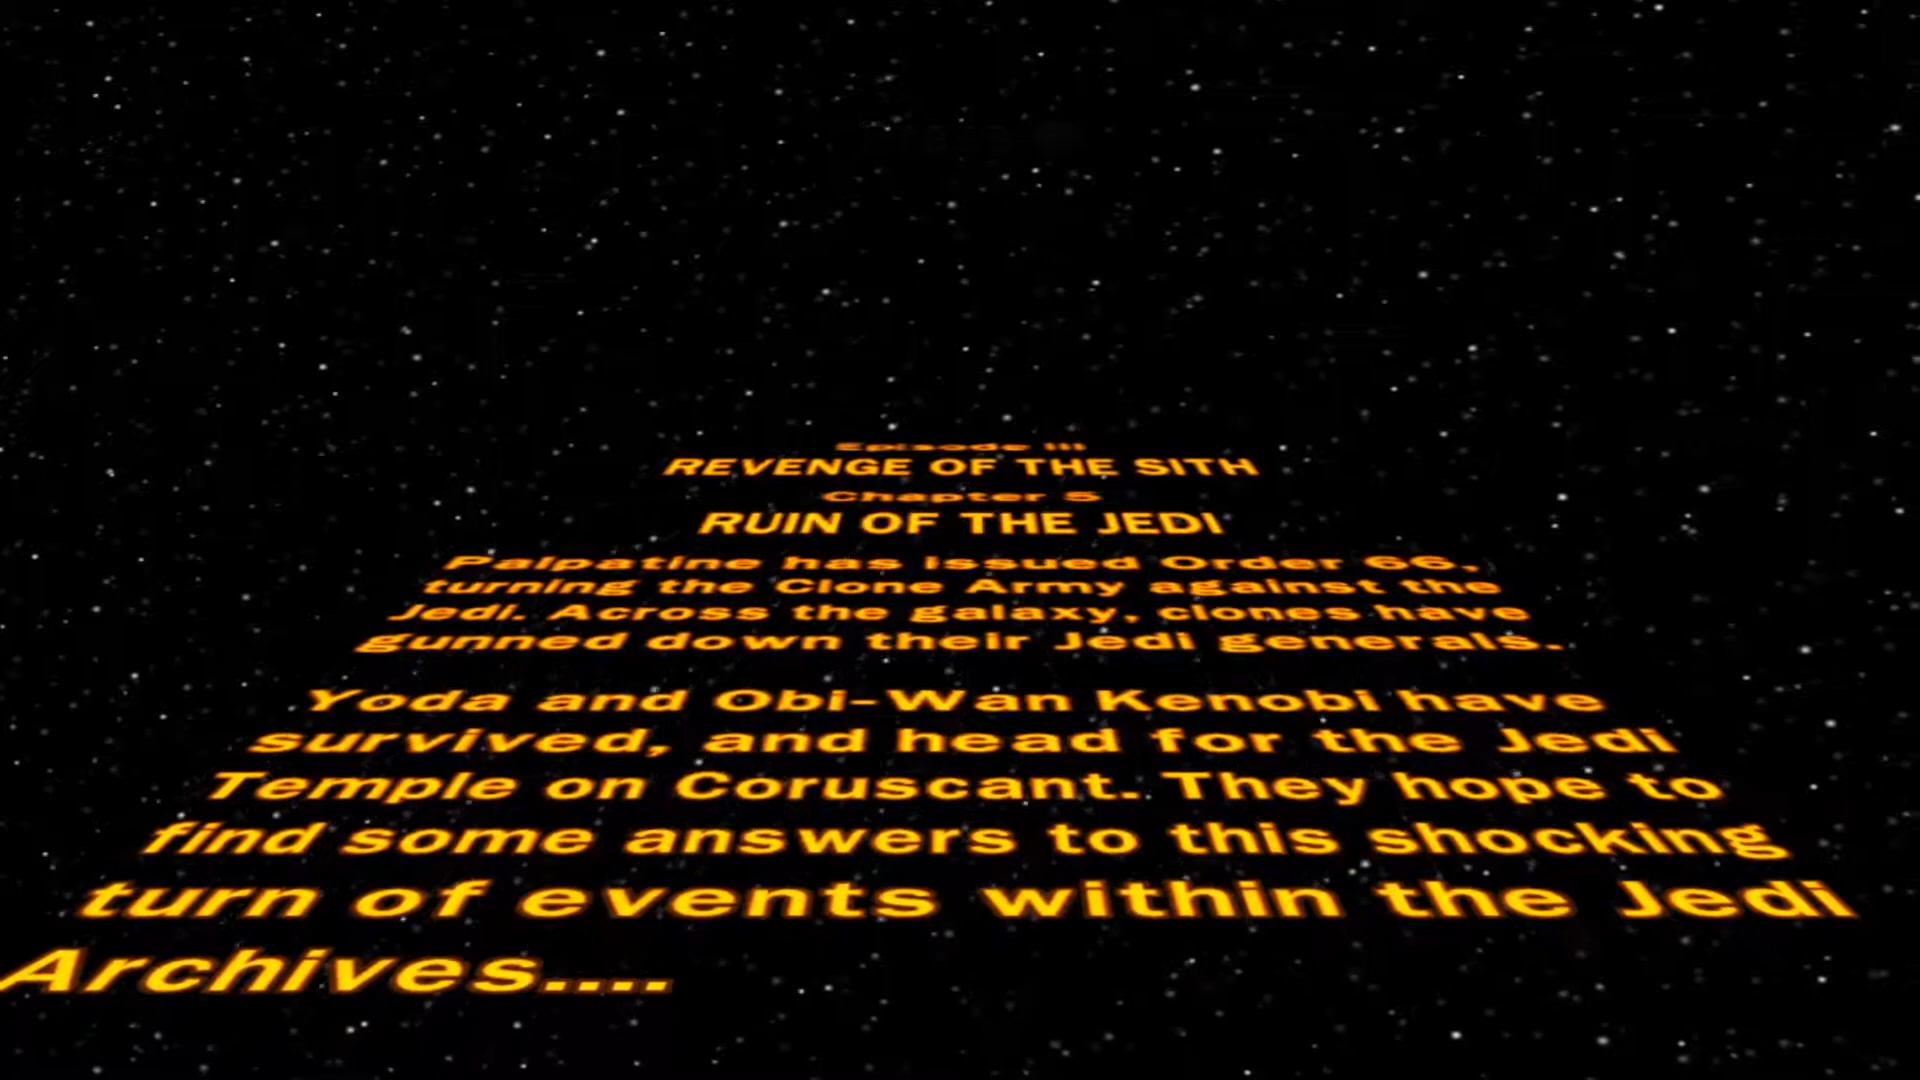 Episode III
REVENGE OF THE SITH
Chapter 5
RUIN OF THE JEDI
Palpatine has issued Order 66,
turning the Clone Army against the
Jedi. Across the galaxy, clones have
gunned down their Jedi generals.
Yoda and Obi-Wan Kenobi have
survived, and head for the Jedi
Temple on Coruscant. They hope to
find some answers to this shocking
turn of events within the Jedi
Archives....